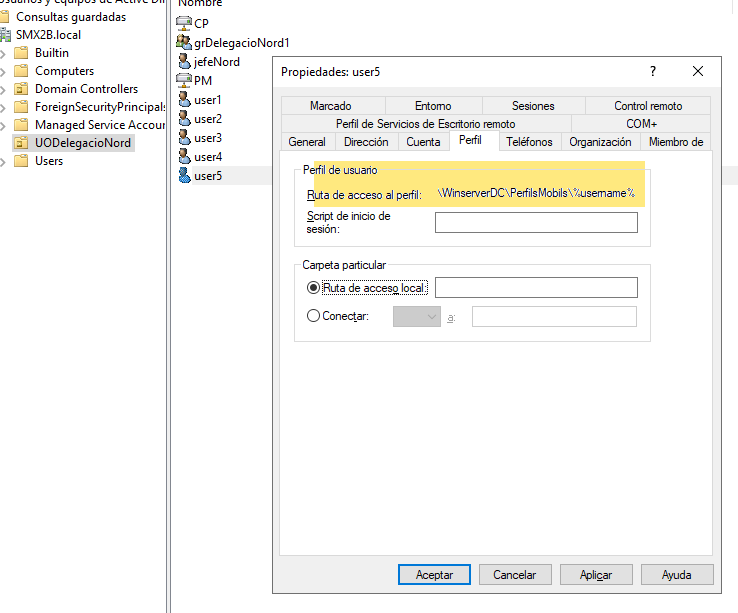 Usuarios y equipos de Active Dir
Consultas guardadas
SMX2B.local
Builtin
Computers
Domain Controllers
ForeignSecurityPrincipals
Managed Service Accour
UODelegacioNord
Users
Nombre
CP
grDelegacioNord1
jefeNord
PM
user1
user2
user3
user4
user5
Propiedades: user5
?
Marcado Entorno Sesiones Control remoto
Perfil de Servicios de Escritorio remoto COM+
General Dirección Cuenta Perfil Teléfonos Organización Miembro de
Perfil de usuario
Ruta de acceso al perfil: \WinserverDC\PerfilsMobils\%username%
Script de inicio de
sesión:
Carpeta particular
Ruta de acceso local:
Conectar: a:
Aceptar Cancelar Aplicar Ayuda